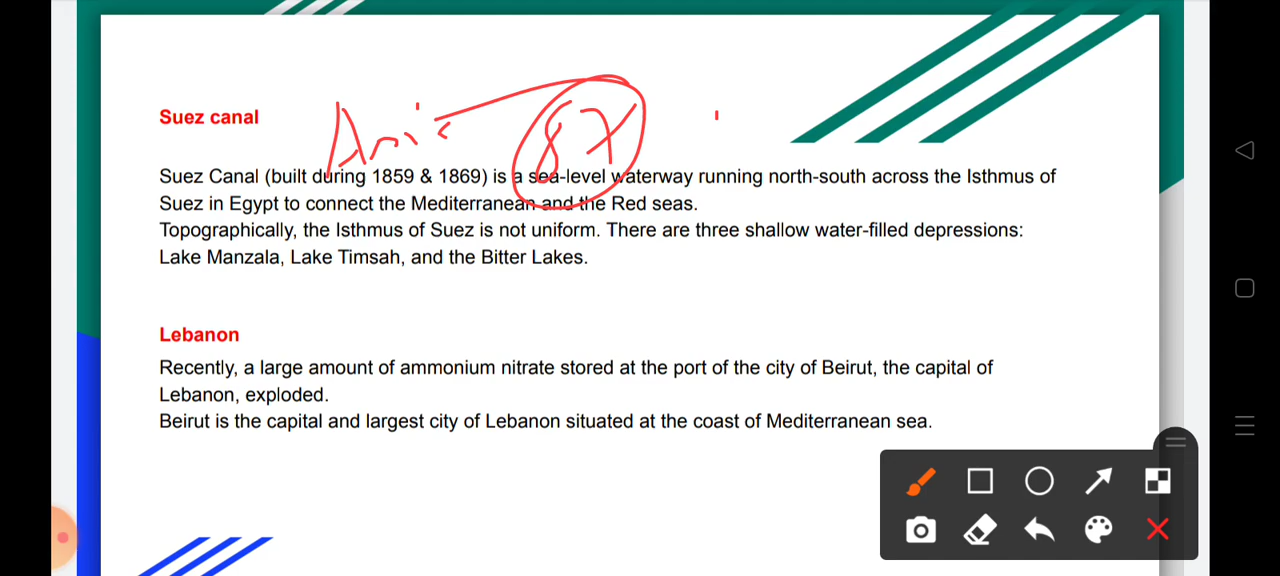 Suez canal
87
Suez Canal (built during 1859 & 1869) is a sea-level waterway running north-south across the Isthmus of
Suez in Egypt to connect the Mediterranean and the Red seas.
Topographically, the Isthmus of Suez is not uniform. There are three shallow water-filled depressions:
Lake Manzala, Lake Timsah, and the Bitter Lakes.
Lebanon
Recently, a large amount of ammonium nitrate stored at the port of the city of Beirut, the capital of
Lebanon, exploded.
Beirut is the capital and largest city of Lebanon situated at the coast of Mediterranean sea.